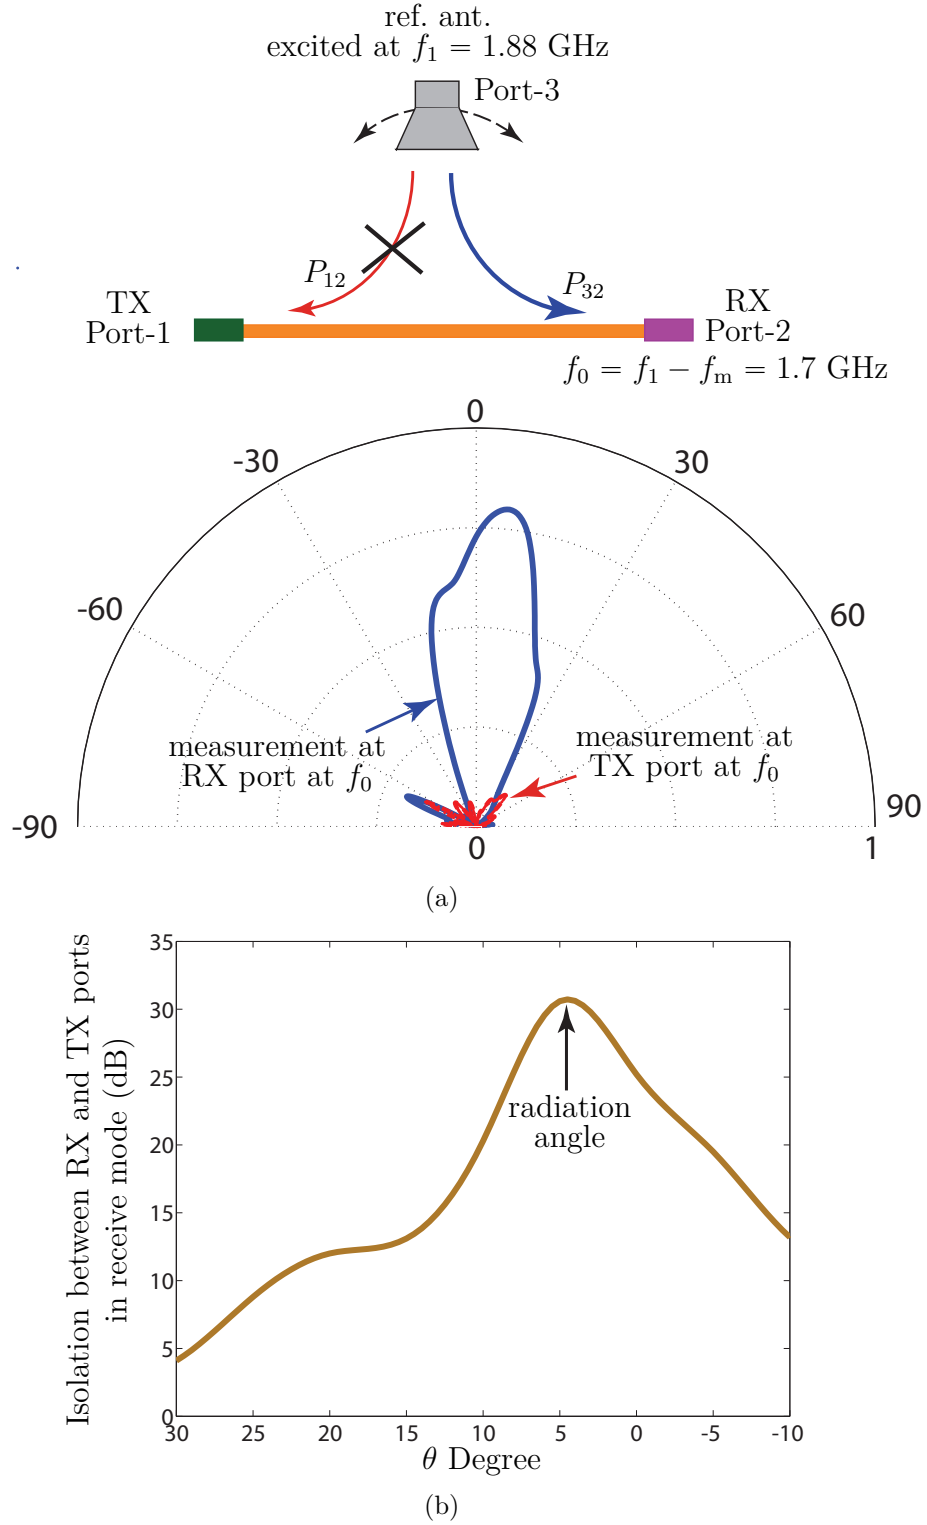 ref. ant.
excited at f₁ = 1.88 GHz
Port-3
P₁₂
P₃₂
TX
Port-1
RX
Port-2
f₀ = f₁ − fₘ = 1.7 GHz
0
-30
30
-60
60
measurement at
RX port at f₀
measurement at
TX port at f₀
-90
90
0
1
(a)
Isolation between RX and TX ports
in receive mode (dB)
35
30
25
20
15
10
5
0
radiation
angle
30
25
20
15
10
5
0
-5
-10
θ Degree
(b)